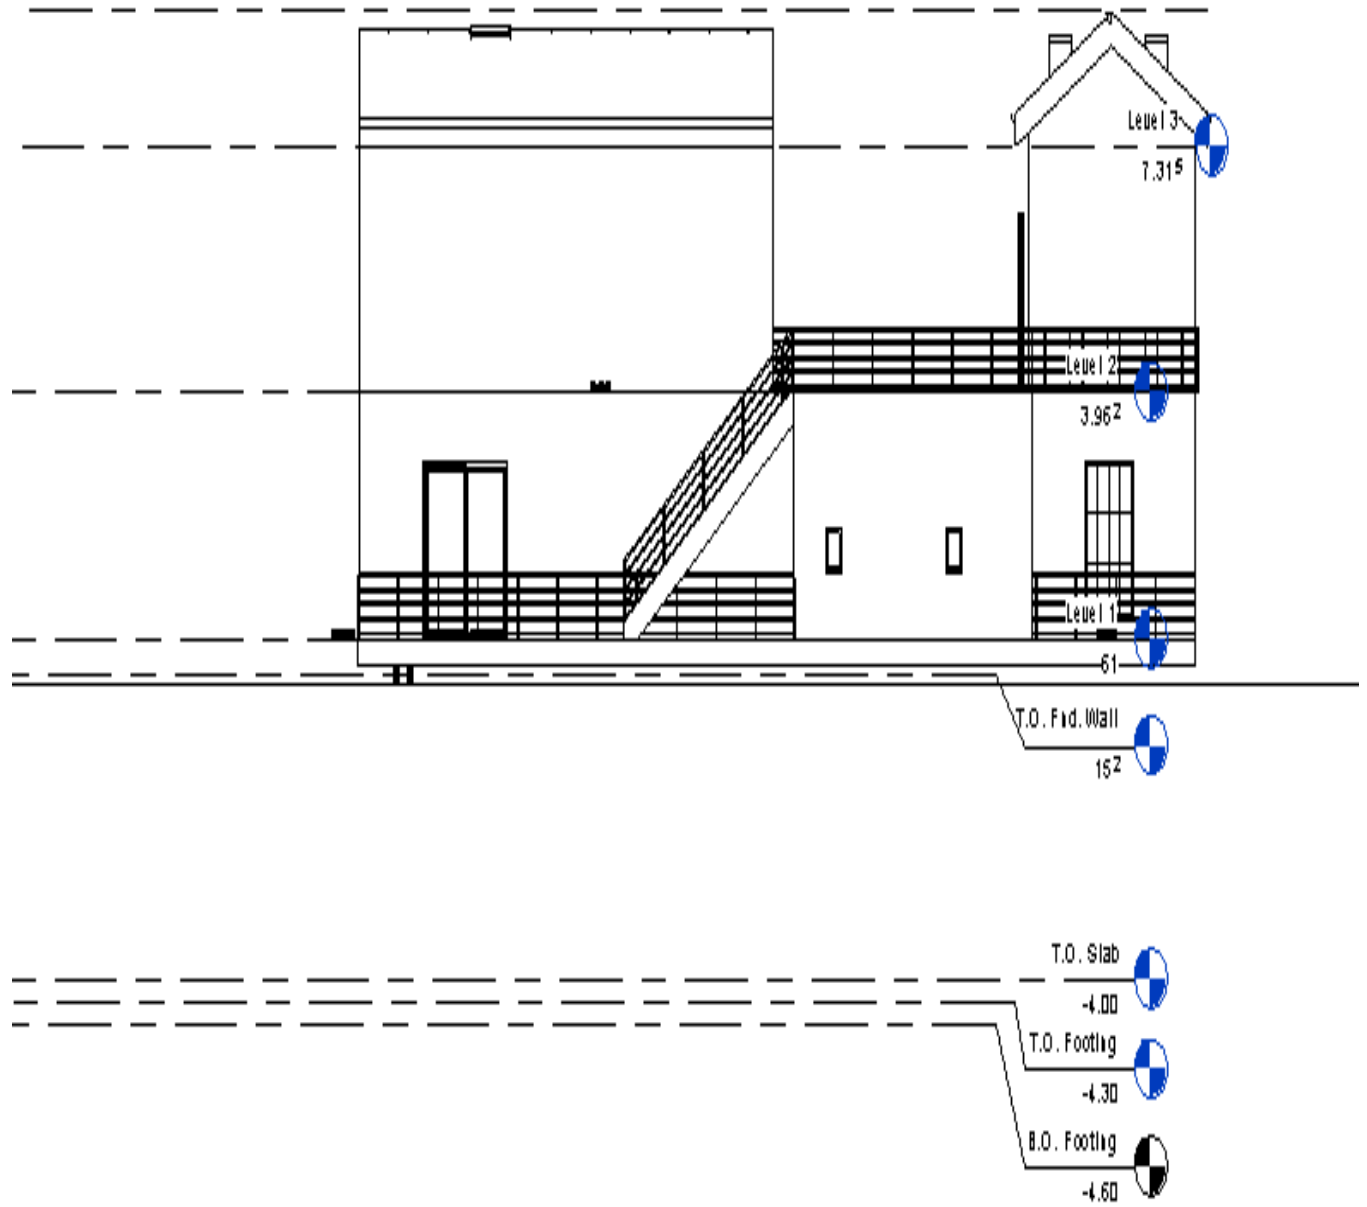 Level 3
7.31⁵
Level 2
3.96²
Level 1
61
T.O. Fnd. Wall
15²
T.O. Slab
-4.00
T.O. Footing
-4.30
B.O. Footing
-4.60